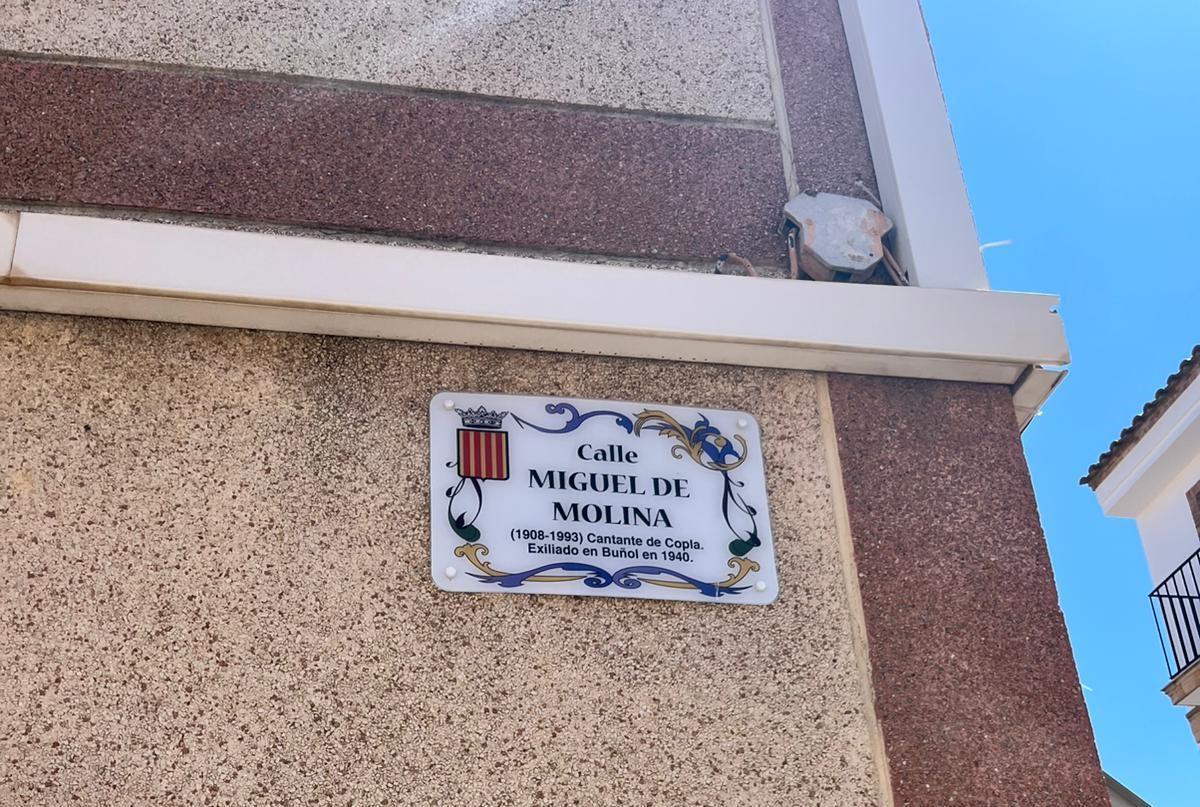 Calle
MIGUEL DE
MOLINA
(1908-1993) Cantante de Copla.
Exiliado en Buñol en 1940.